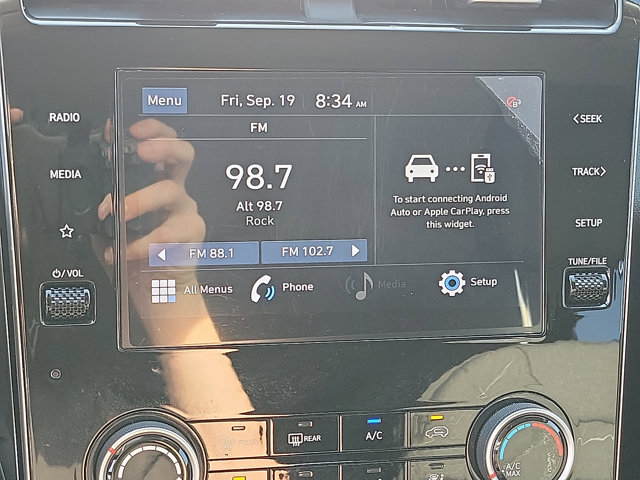 Menu Fri, Sep. 19 8:34 AM
FM
98.7
Alt 98.7
Rock
FM 88.1 FM 102.7
To start connecting Android
Auto or Apple CarPlay, press
this widget.
All Menus Phone Media Setup
RADIO
MEDIA
VOL
SEEK
TRACK
SETUP
TUNE/FILE
REAR
A/C
A/C
MAX